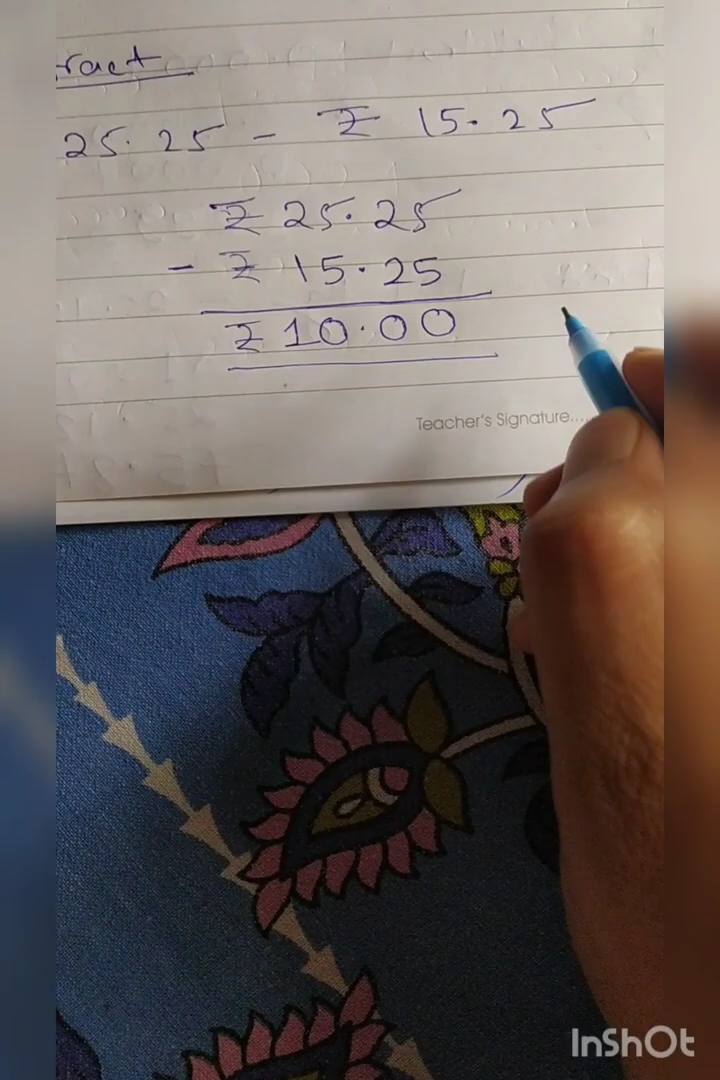 ract
25.25 - ₹ 15.25
₹ 25.25
- ₹ 15.25
₹ 10.00
Teacher's Signature.....
InShOt